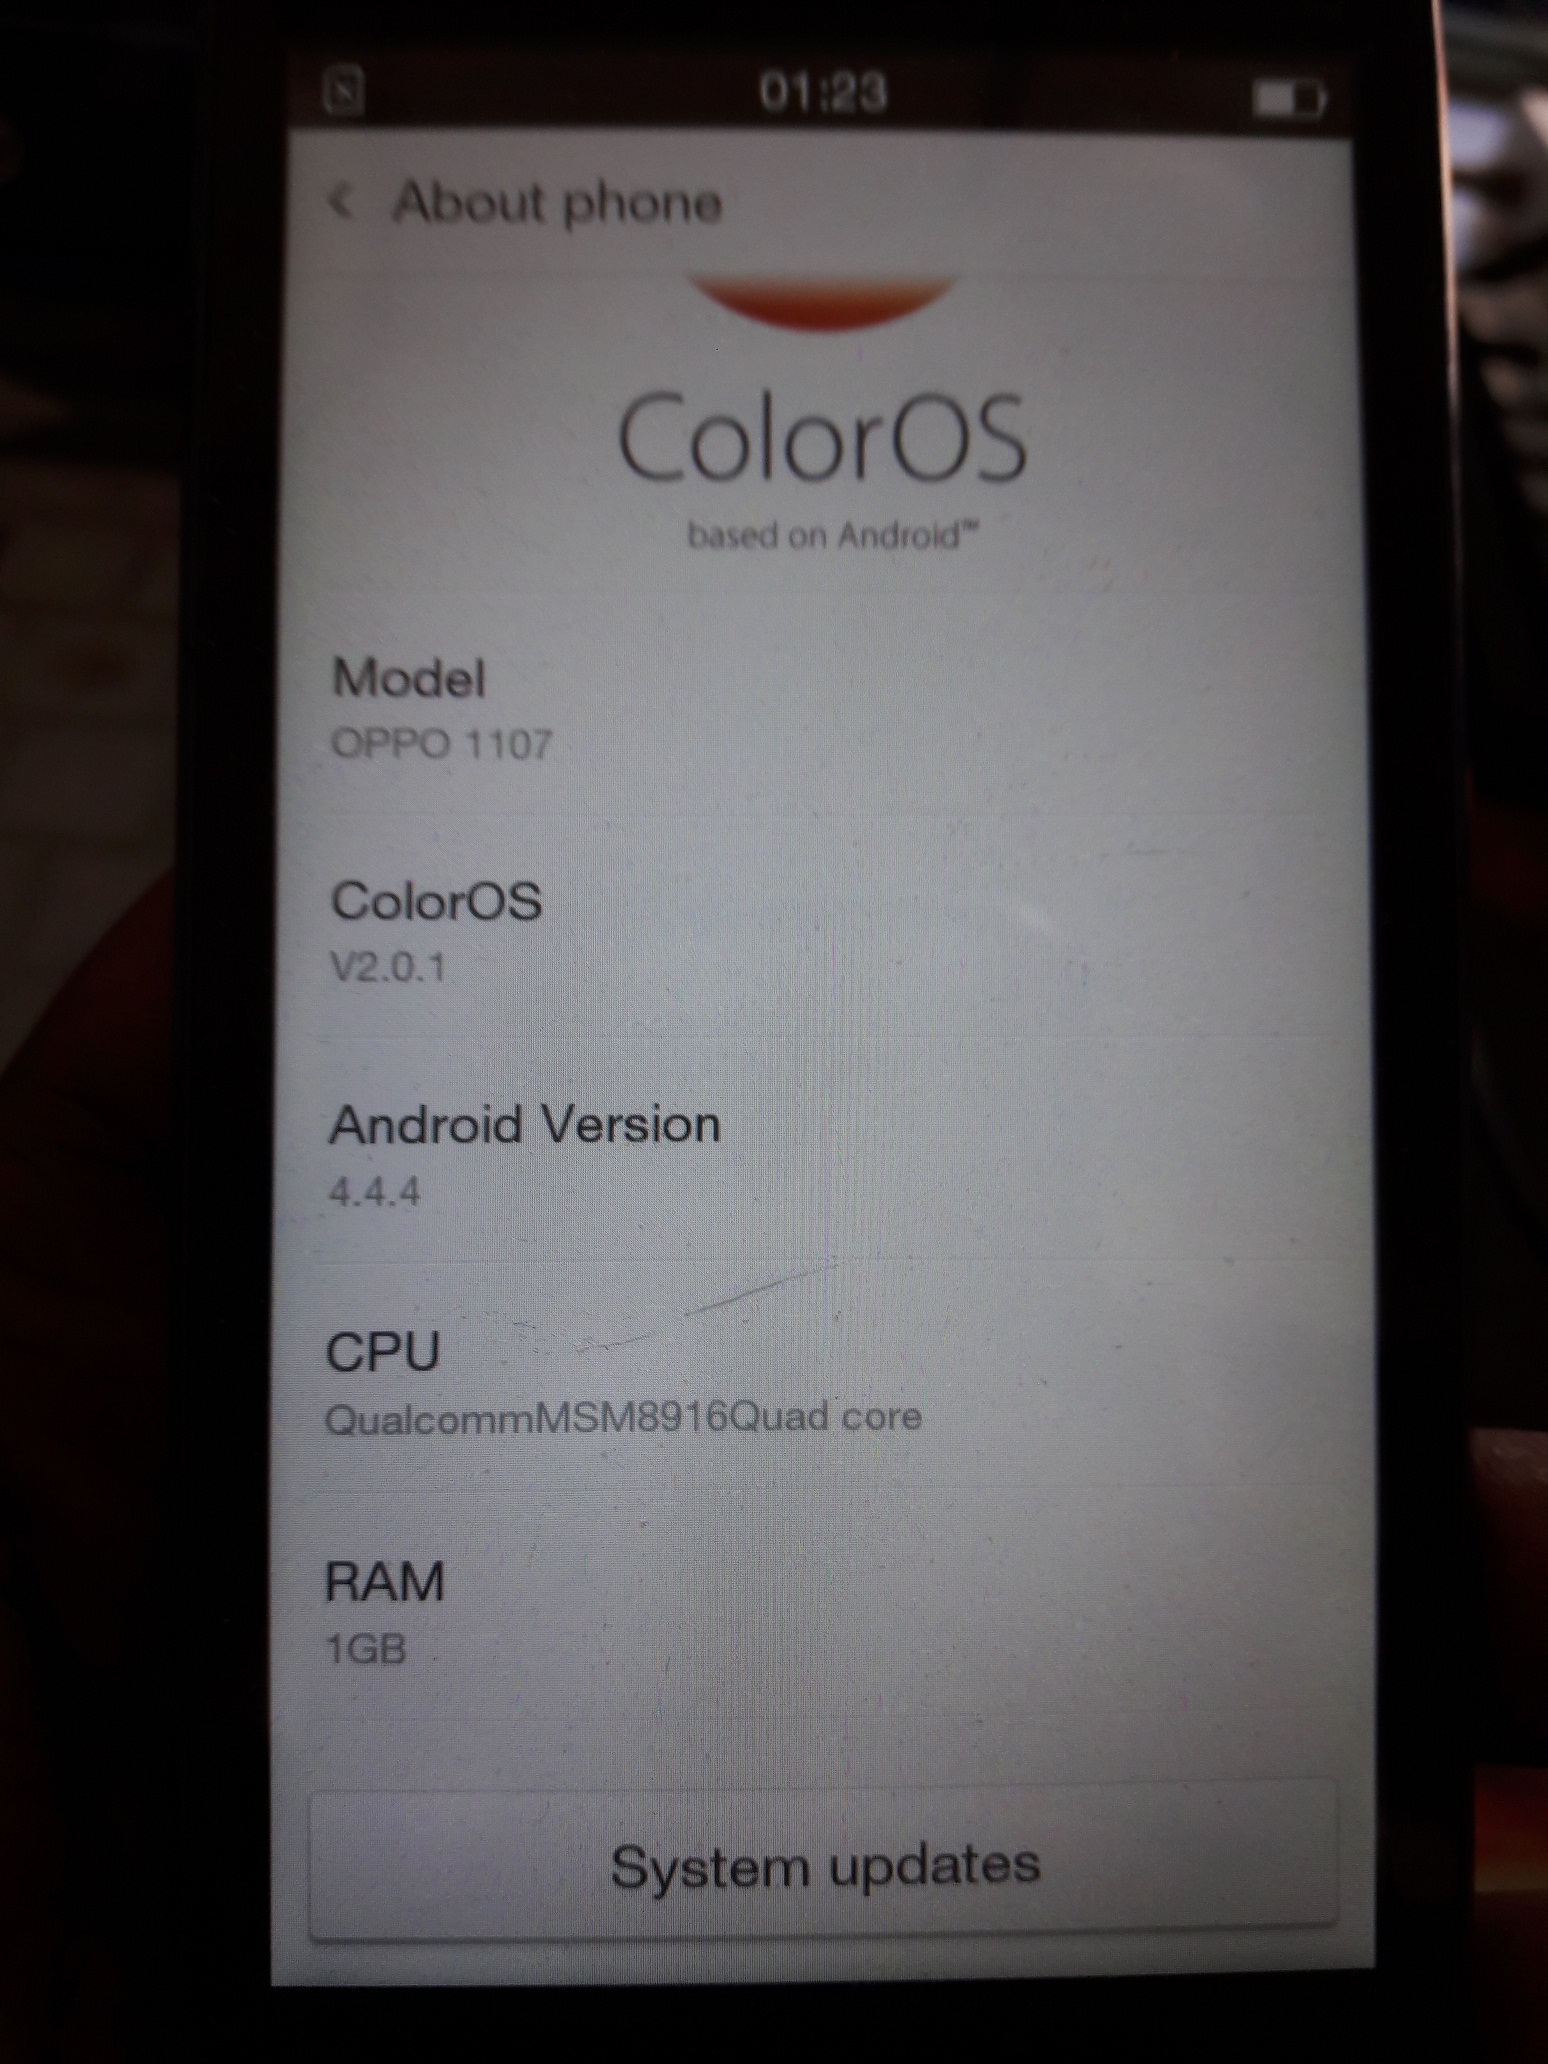 01:23
About phone
ColorOS
based on Android™
Model
OPPO 1107
ColorOS
V2.0.1
Android Version
4.4.4
CPU
QualcommMSM8916Quad core
RAM
1GB
System updates